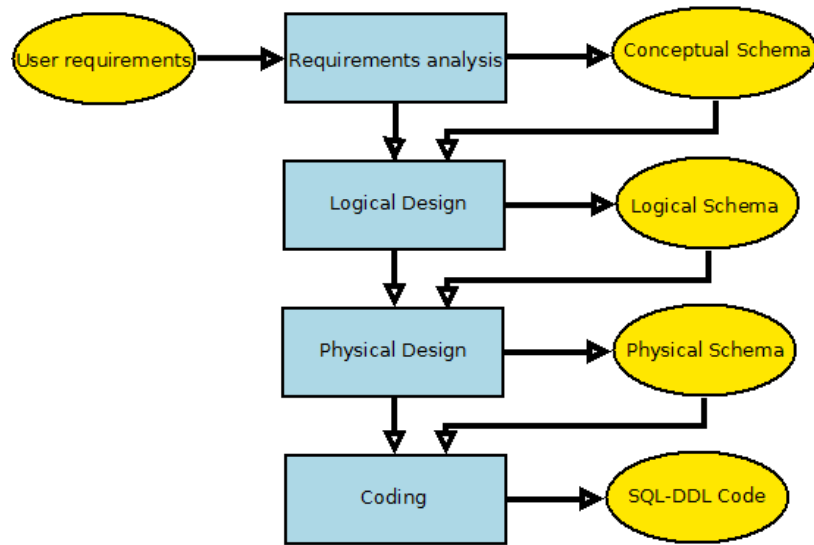 User requirements
Requirements analysis
Conceptual Schema
Logical Design
Logical Schema
Physical Design
Physical Schema
Coding
SQL-DDL Code